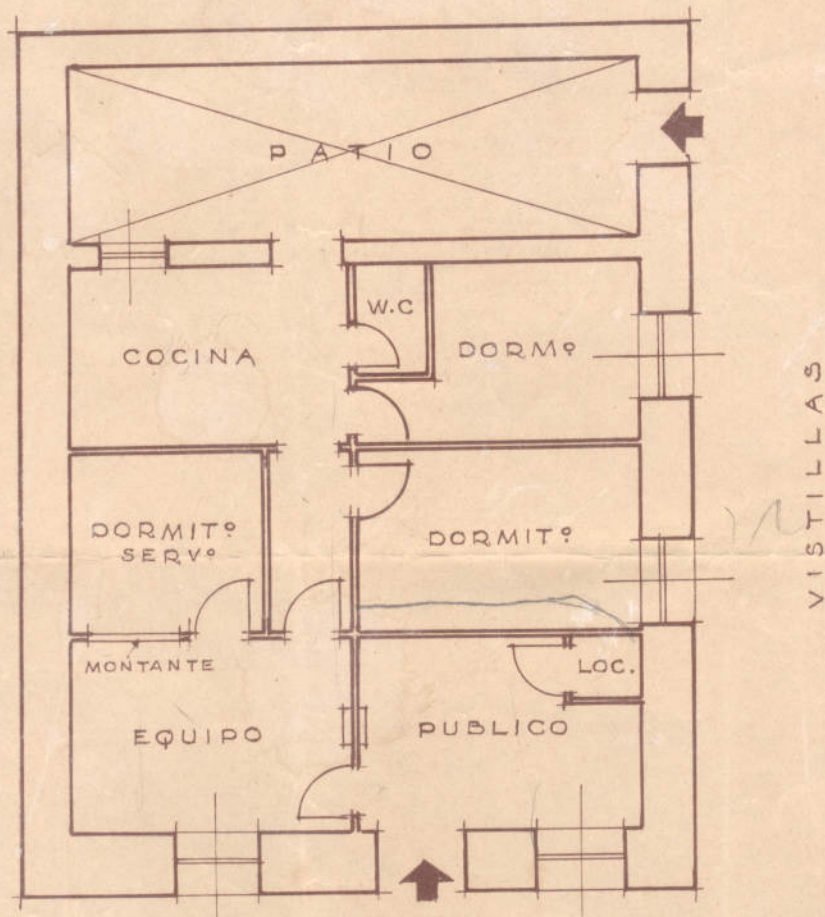 PATIO
W.C
COCINA
DORMº
DORMITº
SERVº
DORMITº
MONTANTE
LOC.
EQUIPO
PUBLICO
VISTILLAS